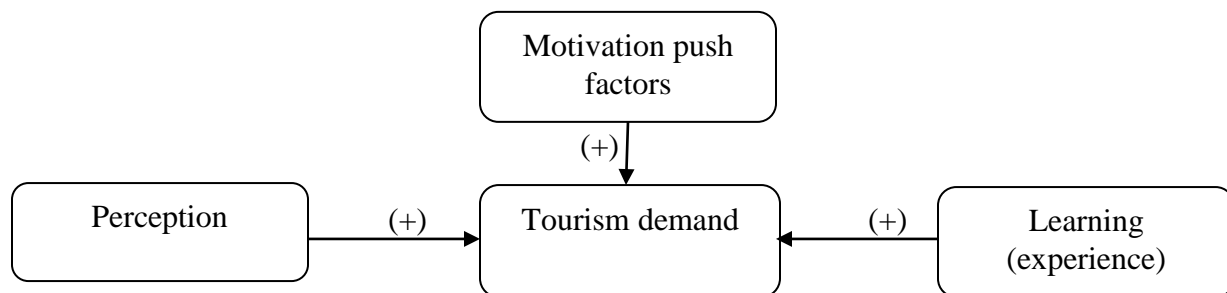 Motivation push
factors
(+)
Perception
(+)
Tourism demand
(+)
Learning
(experience)